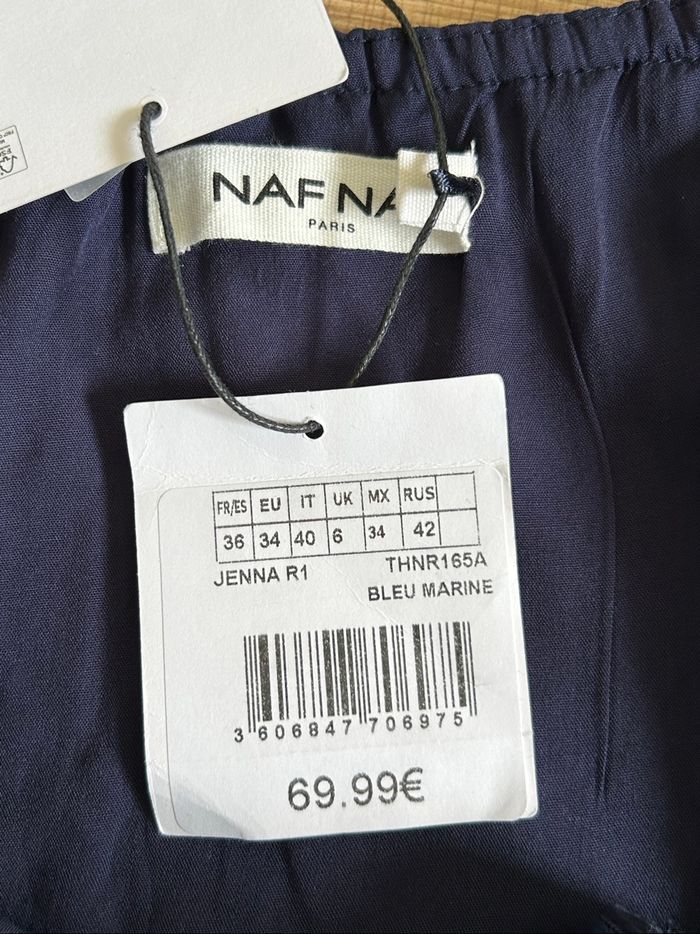 NAF NA
PARIS
FR/ES EU IT UK MX RUS
36 34 40 6 34 42
JENNA R1 THNR165A
BLEU MARINE
3 606847 706975
69.99€